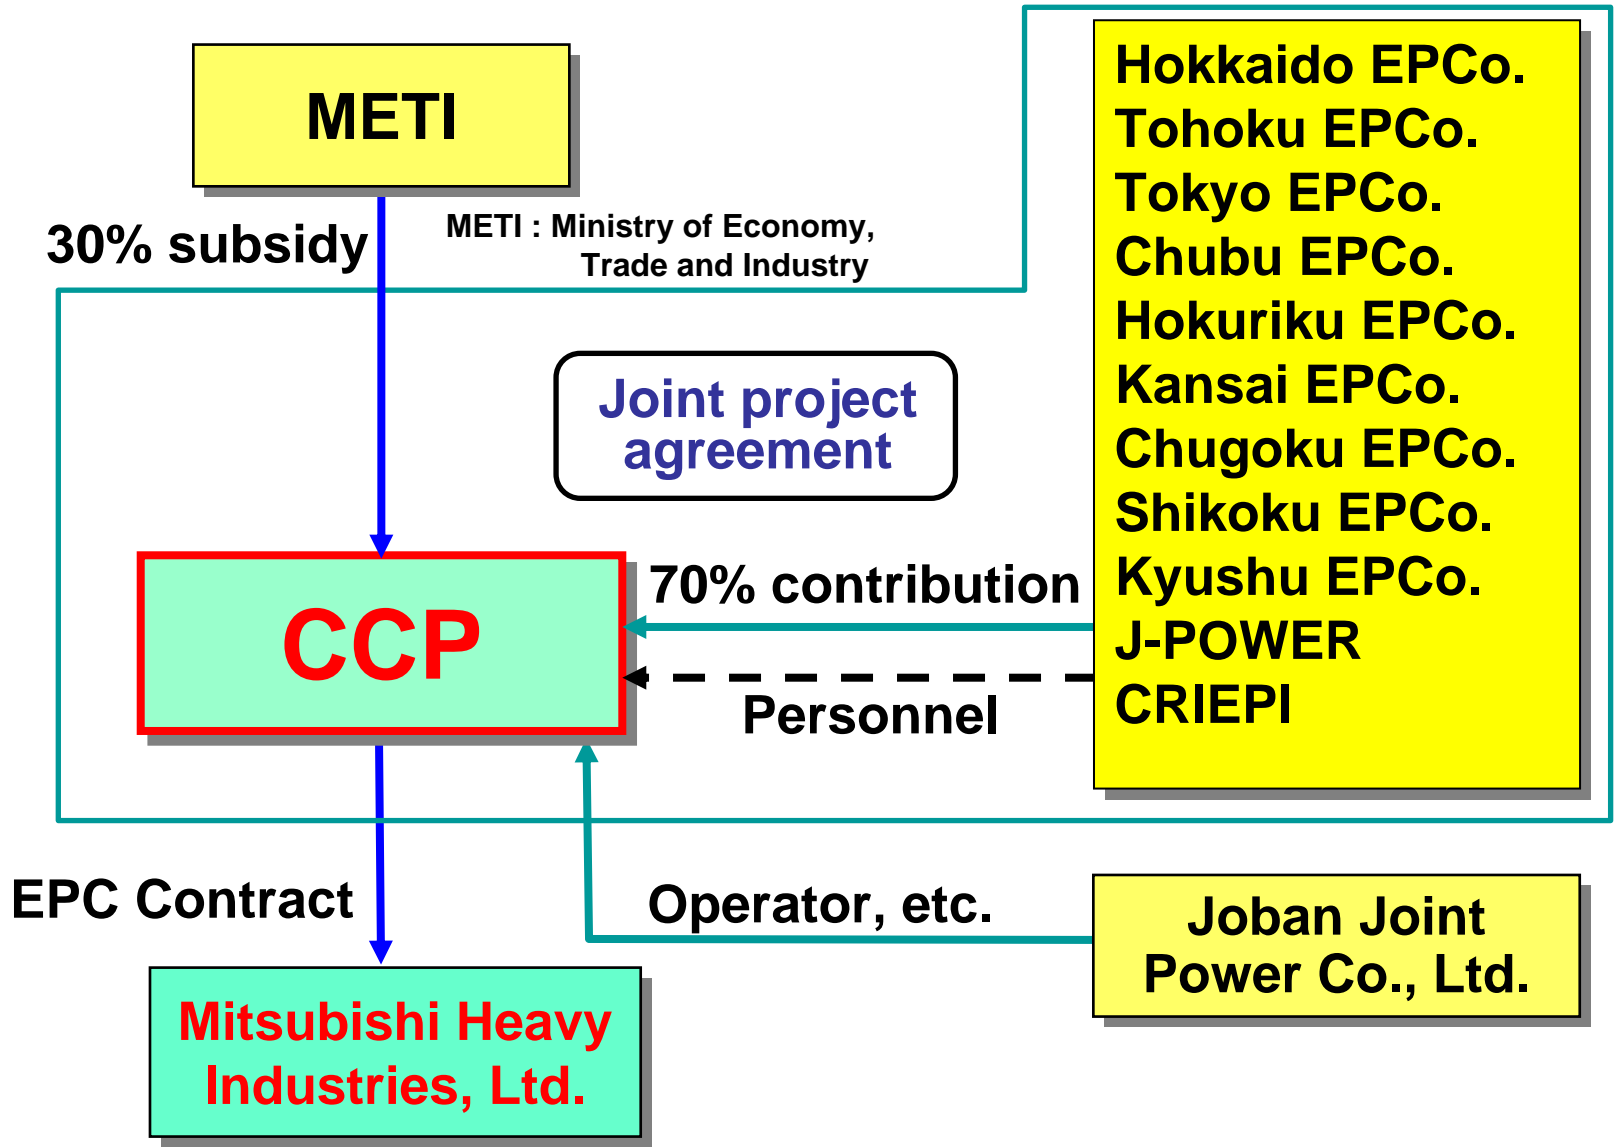 METI
30% subsidy
METI : Ministry of Economy,
Trade and Industry
Hokkaido EPCo.
Tohoku EPCo.
Tokyo EPCo.
Chubu EPCo.
Hokuriku EPCo.
Kansai EPCo.
Chugoku EPCo.
Shikoku EPCo.
Kyushu EPCo.
J-POWER
CRIEPI
Joint project
agreement
CCP
70% contribution
Personnel
EPC Contract
Operator, etc.
Joban Joint
Power Co., Ltd.
Mitsubishi Heavy
Industries, Ltd.